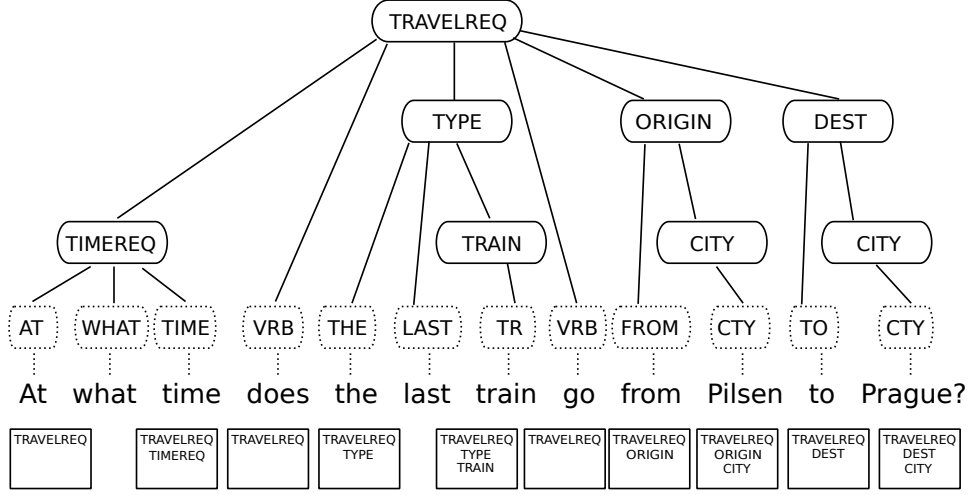 TRAVELREQ
TYPE ORIGIN DEST
TIMEREQ TRAIN CITY CITY
AT WHAT TIME VRB THE LAST TR VRB FROM CTY TO CTY
At what time does the last train go from Pilsen to Prague?
TRAVELREQ TRAVELREQ TRAVELREQ TRAVELREQ TRAVELREQ TRAVELREQ TRAVELREQ TRAVELREQ TRAVELREQ
TIMEREQ TYPE TYPE ORIGIN ORIGIN DEST DEST
TRAIN CITY CITY